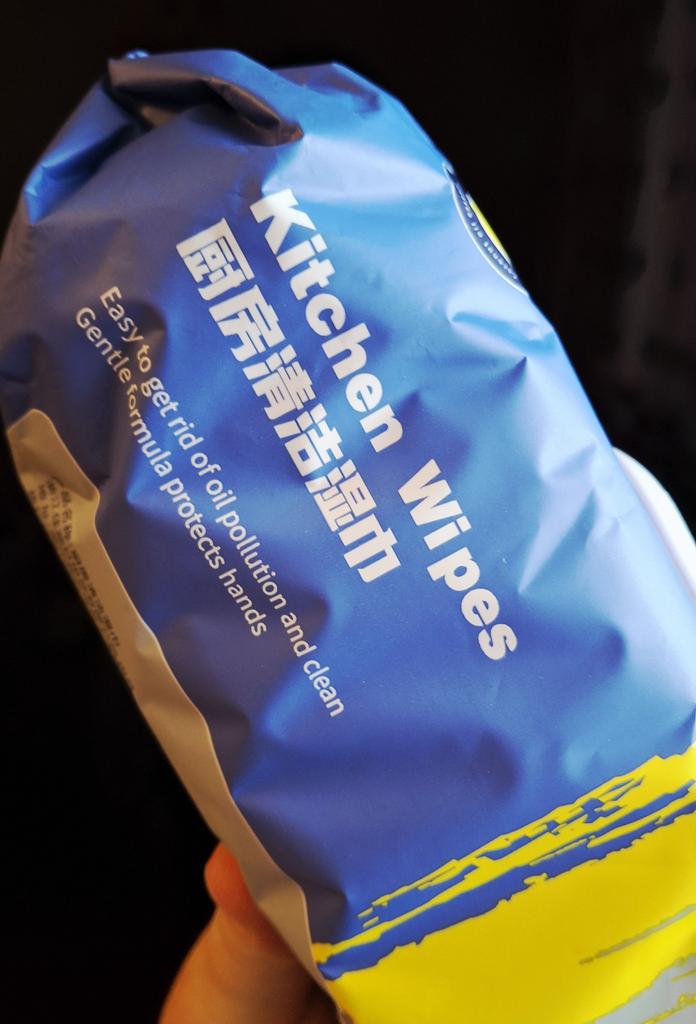 Kitchen Wipes
厨房清洁湿巾
Easy to get rid of oil pollution and clean
Gentle formula protects hands